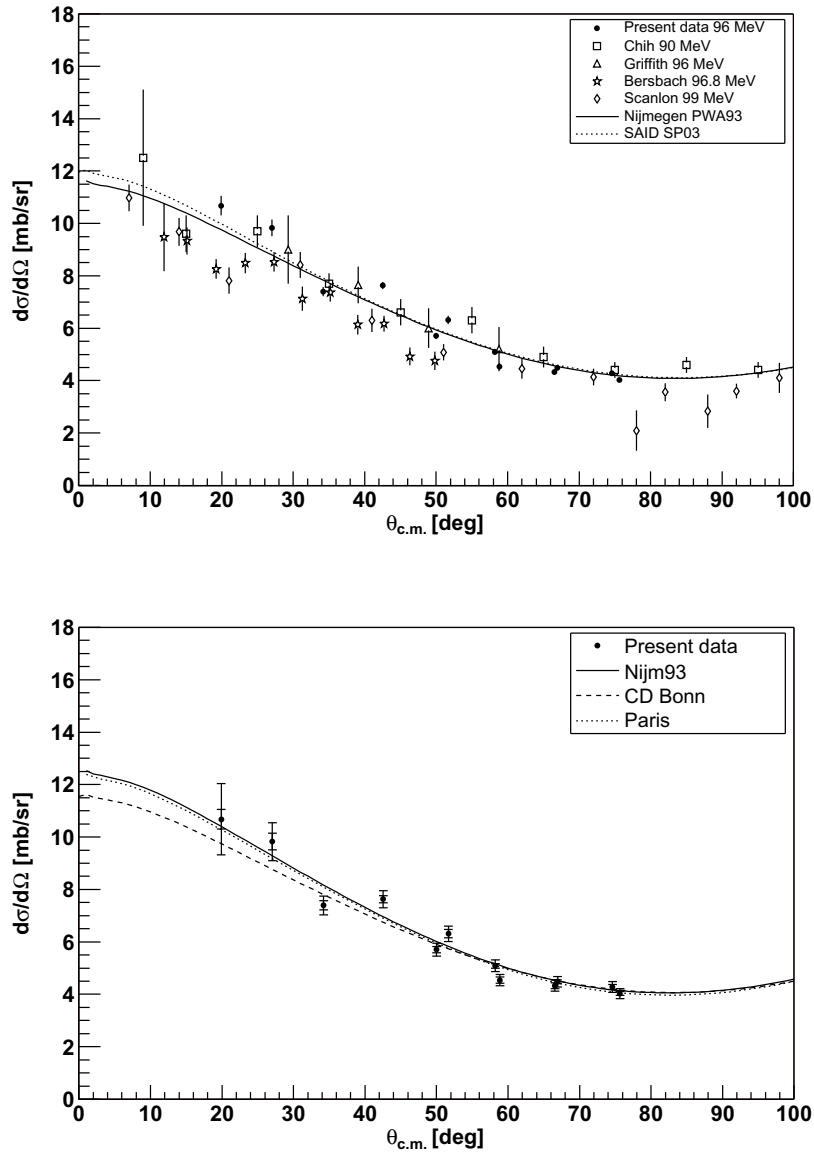 18
16
14
12
10
8
6
4
2
0
dσ/dΩ [mb/sr]
Present data 96 MeV
Chih 90 MeV
Griffith 96 MeV
Bersbach 96.8 MeV
Scanlon 99 MeV
Nijmegen PWA93
SAID SP03
0 10 20 30 40 50 60 70 80 90 100
θc.m. [deg]
18
16
14
12
10
8
6
4
2
0
dσ/dΩ [mb/sr]
Present data
Nijm93
CD Bonn
Paris
0 10 20 30 40 50 60 70 80 90 100
θc.m. [deg]